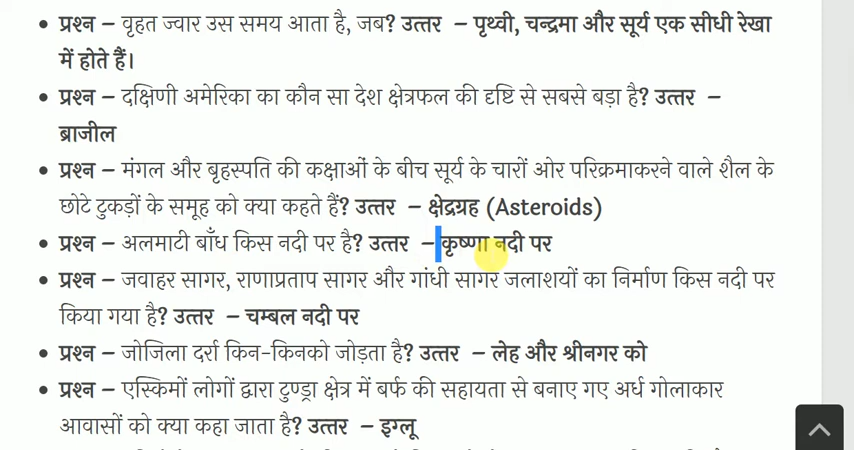 • प्रश्न – वृहत ज्वार उस समय आता है, जब? उत्तर – पृथ्वी, चन्द्रमा और सूर्य एक सीधी रेखा
में होते हैं।
• प्रश्न – दक्षिणी अमेरिका का कौन सा देश क्षेत्रफल की दृष्टि से सबसे बड़ा है? उत्तर –
ब्राजील
• प्रश्न – मंगल और बृहस्पति की कक्षाओं के बीच सूर्य के चारों ओर परिक्रमाकरने वाले शैल के
छोटे टुकड़ों के समूह को क्या कहते हैं? उत्तर – क्षेद्रग्रह (Asteroids)
• प्रश्न – अलमाटी बाँध किस नदी पर है? उत्तर – कृष्णा नदी पर
• प्रश्न – जवाहर सागर, राणाप्रताप सागर और गांधी सागर जलाशयों का निर्माण किस नदी पर
किया गया है? उत्तर – चम्बल नदी पर
• प्रश्न – जोजिला दर्रा किन-किनको जोड़ता है? उत्तर – लेह और श्रीनगर को
• प्रश्न – एस्किमों लोगों द्वारा टुण्ड्रा क्षेत्र में बर्फ की सहायता से बनाए गए अर्ध गोलाकार
आवासों को क्या कहा जाता है? उत्तर – इग्लू